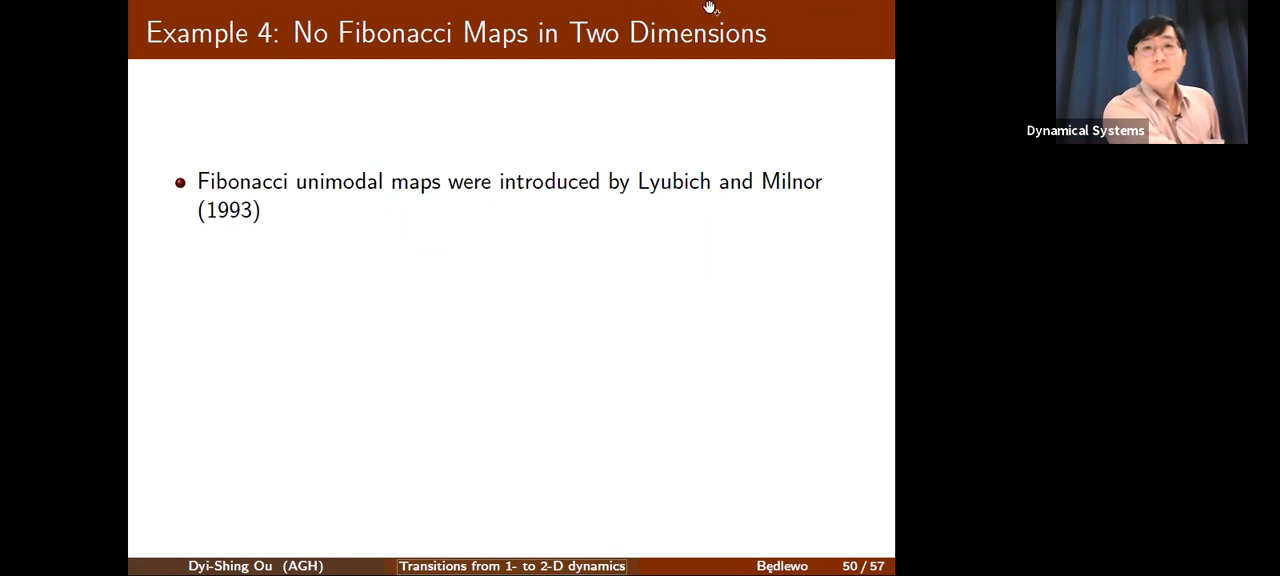 Example 4: No Fibonacci Maps in Two Dimensions
Dynamical Systems
Fibonacci unimodal maps were introduced by Lyubich and Milnor
(1993)
Dyi-Shing Ou (AGH) Transitions from 1- to 2-D dynamics Będlewo 50 / 57